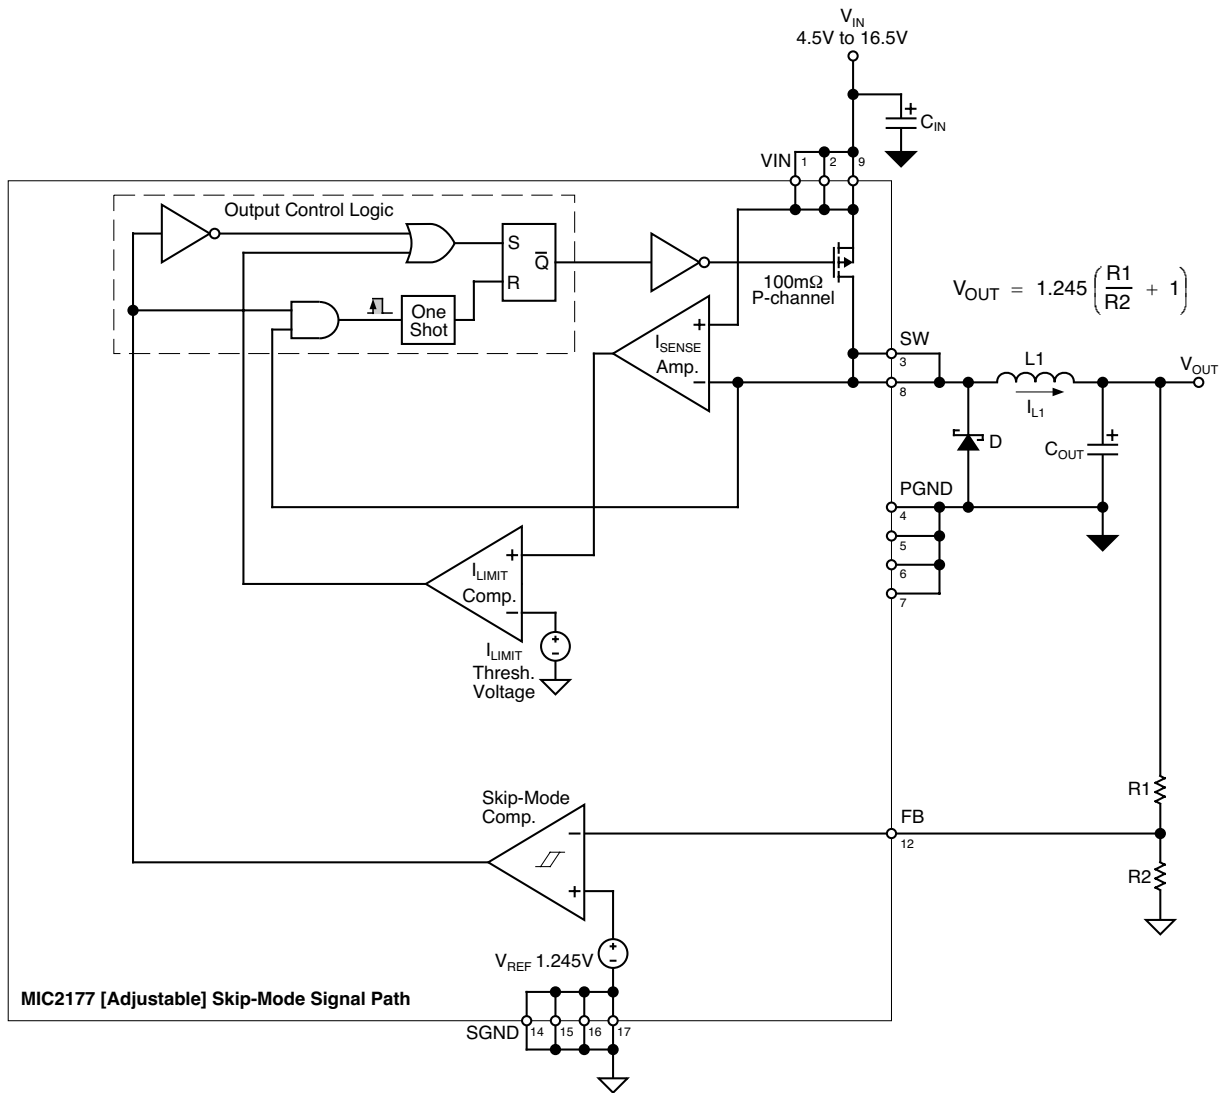 V_IN
4.5V to 16.5V
+
C_IN
VIN 1 2 9
Output Control Logic
S
Q̅
R
One
Shot
100mΩ
P-channel
V_OUT = 1.245 (R1/R2 + 1)
+
I_SENSE
Amp.
−
SW
3
8
L1
I_L1
V_OUT
D
+
C_OUT
PGND
4
5
6
7
+
I_LIMIT
Comp.
−
+
−
I_LIMIT
Thresh.
Voltage
Skip-Mode
Comp.
−
+
FB
12
R1
R2
V_REF 1.245V
+
−
MIC2177 [Adjustable] Skip-Mode Signal Path
SGND 14 15 16 17